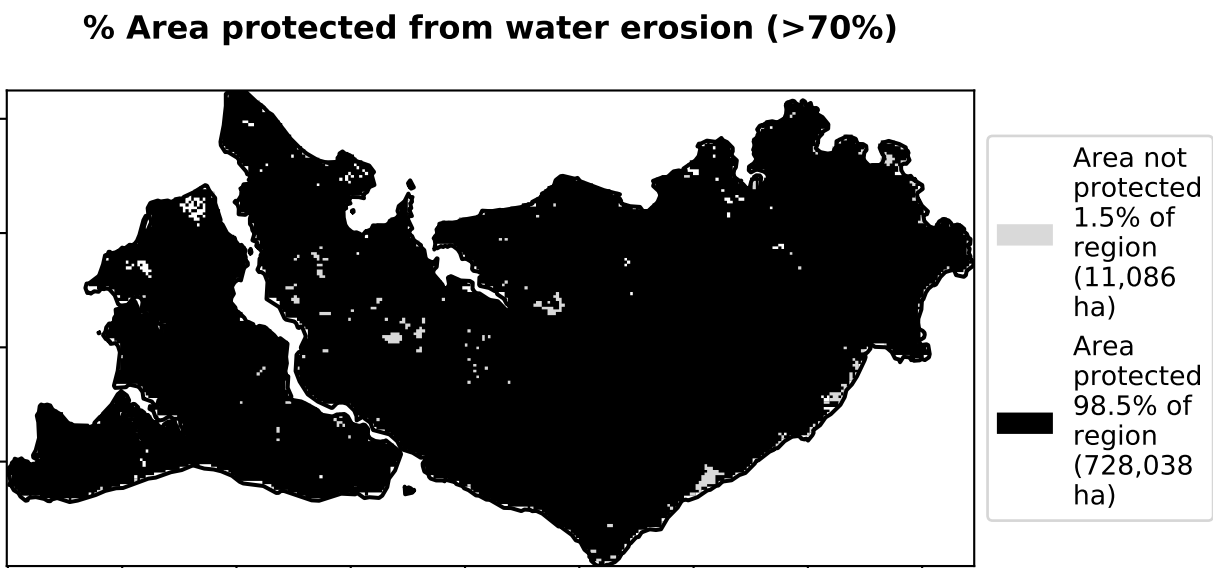 % Area protected from water erosion (>70%)
Area not
protected
1.5% of
region
(11,086
ha)
Area
protected
98.5% of
region
(728,038
ha)